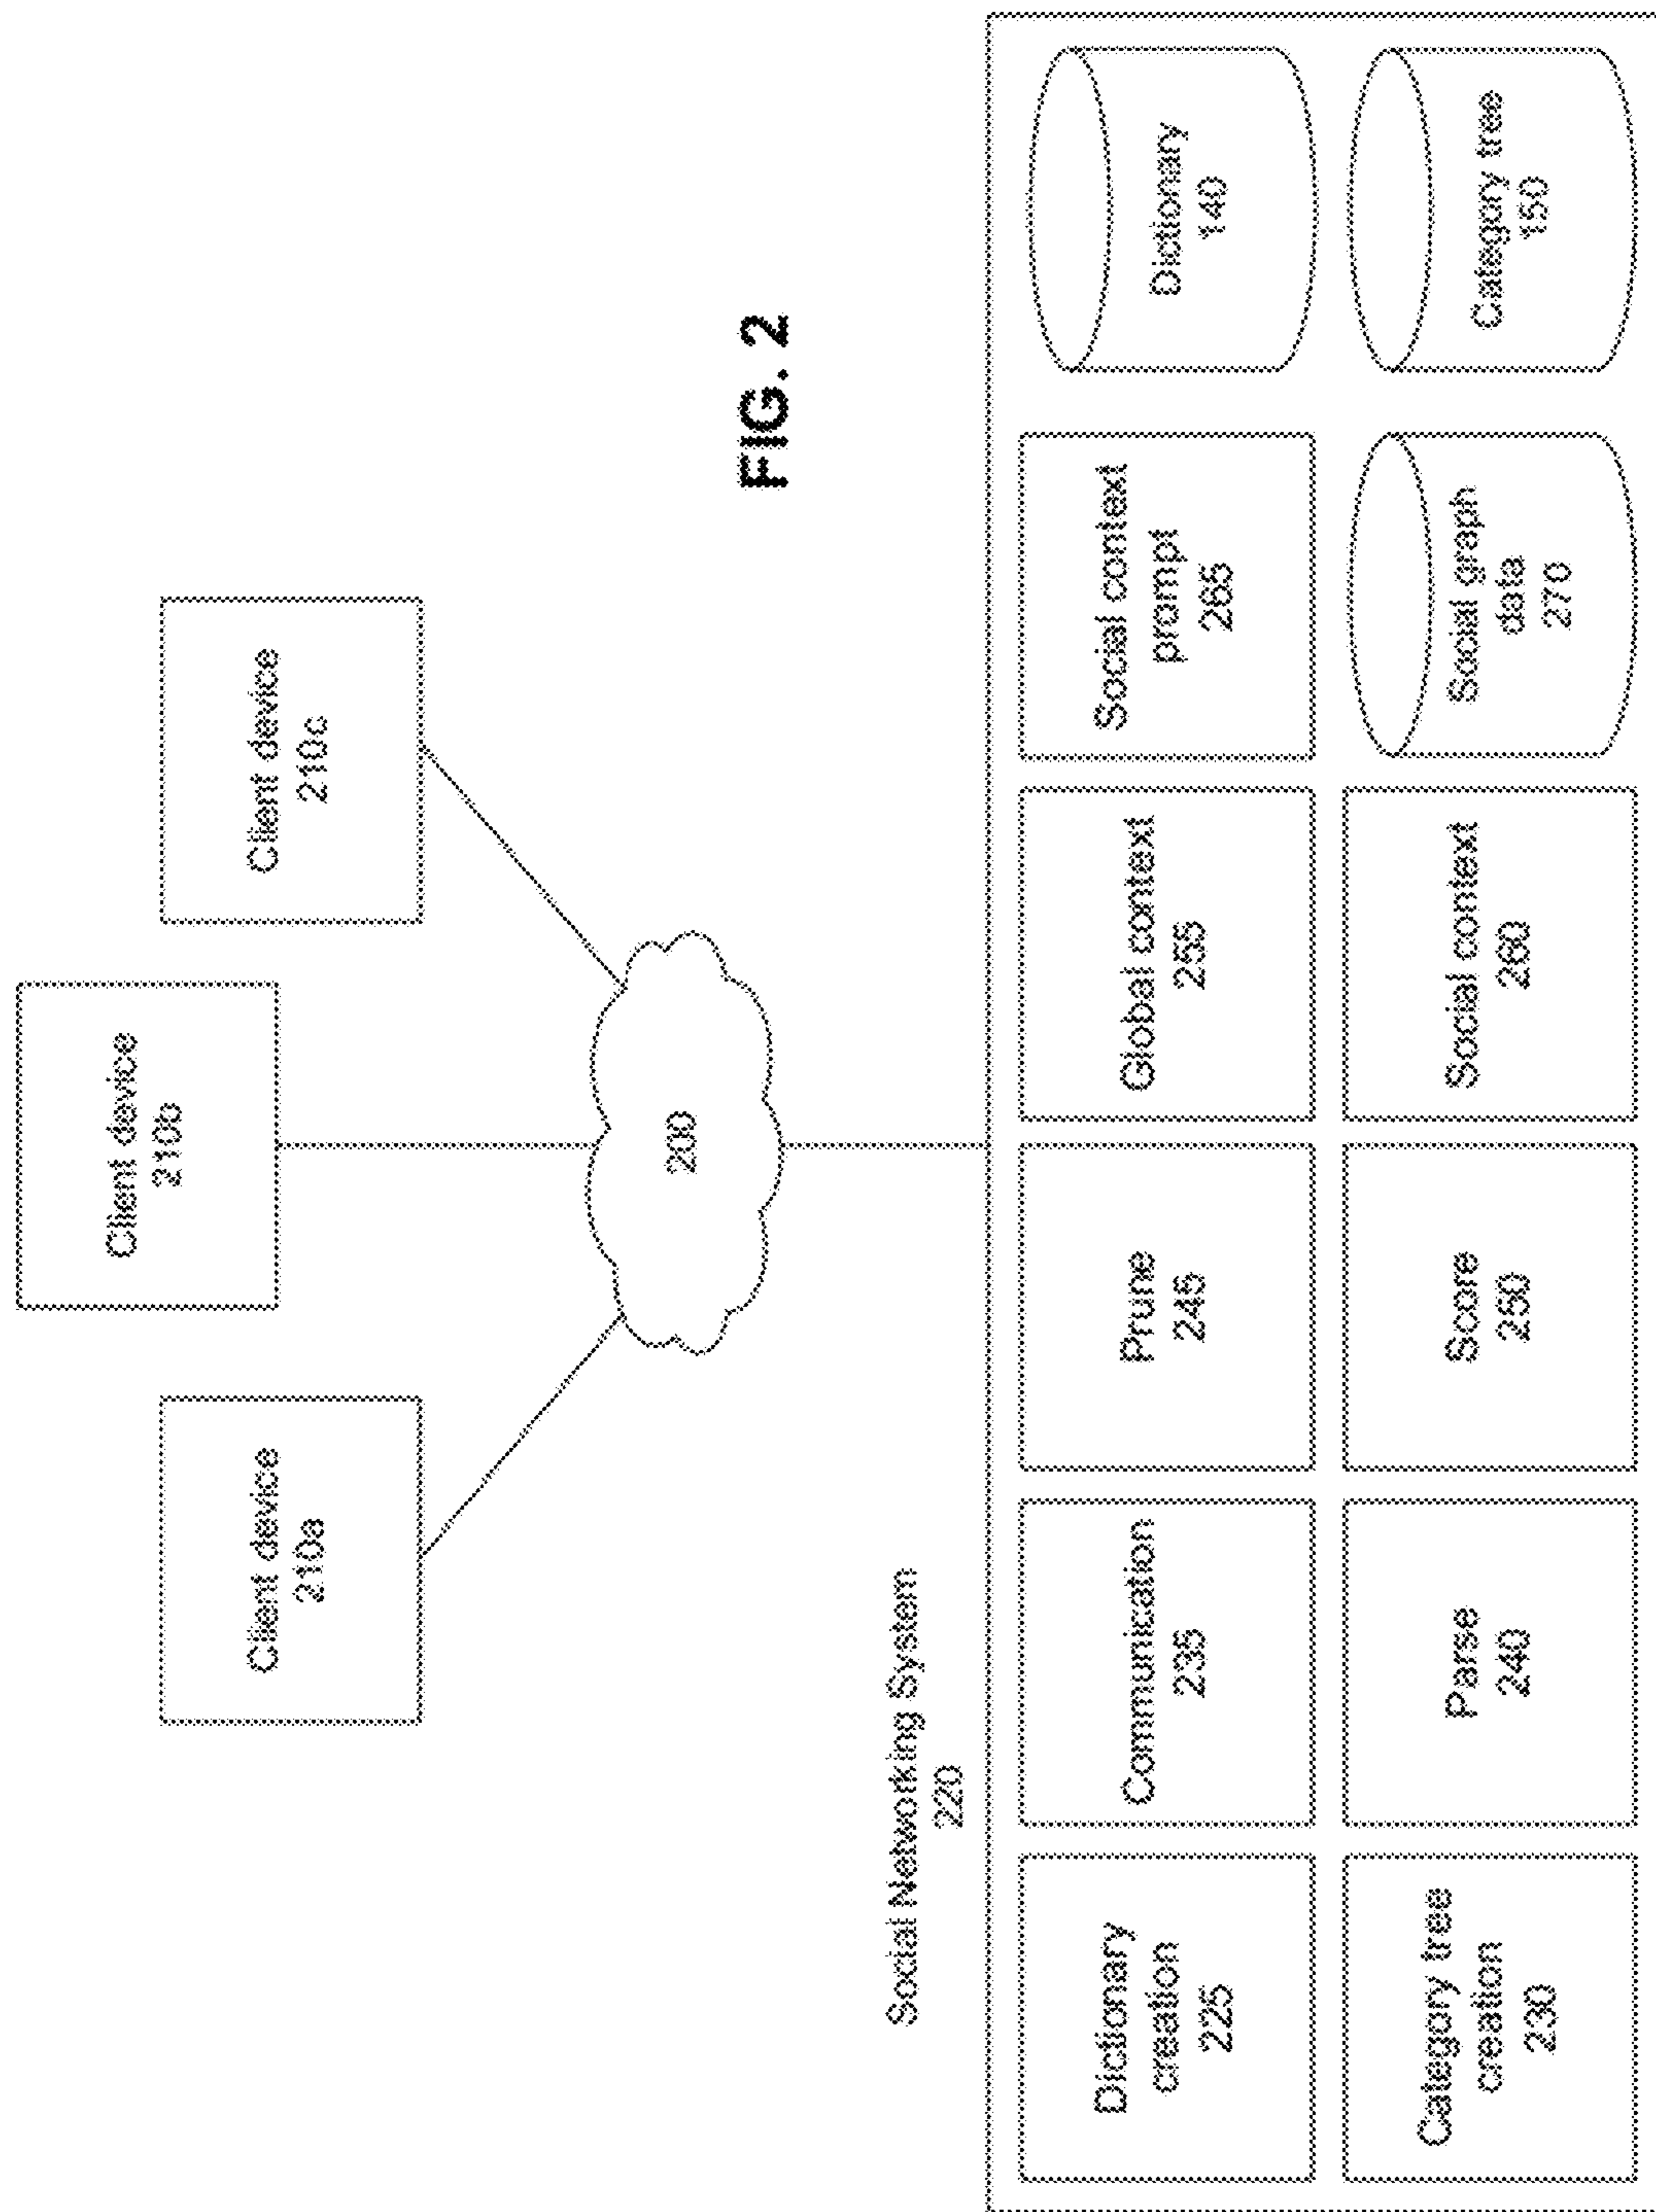 Client device
210a
Client device
210b
Client device
210c
200
FIG. 2
Social Networking System
220
Dictionary
creation
225
Communication
235
Prune
245
Global context
255
Social context
prompt
265
Dictionary
140
Category tree
creation
230
Parse
240
Score
250
Social context
260
Social graph
data
270
Category tree
150